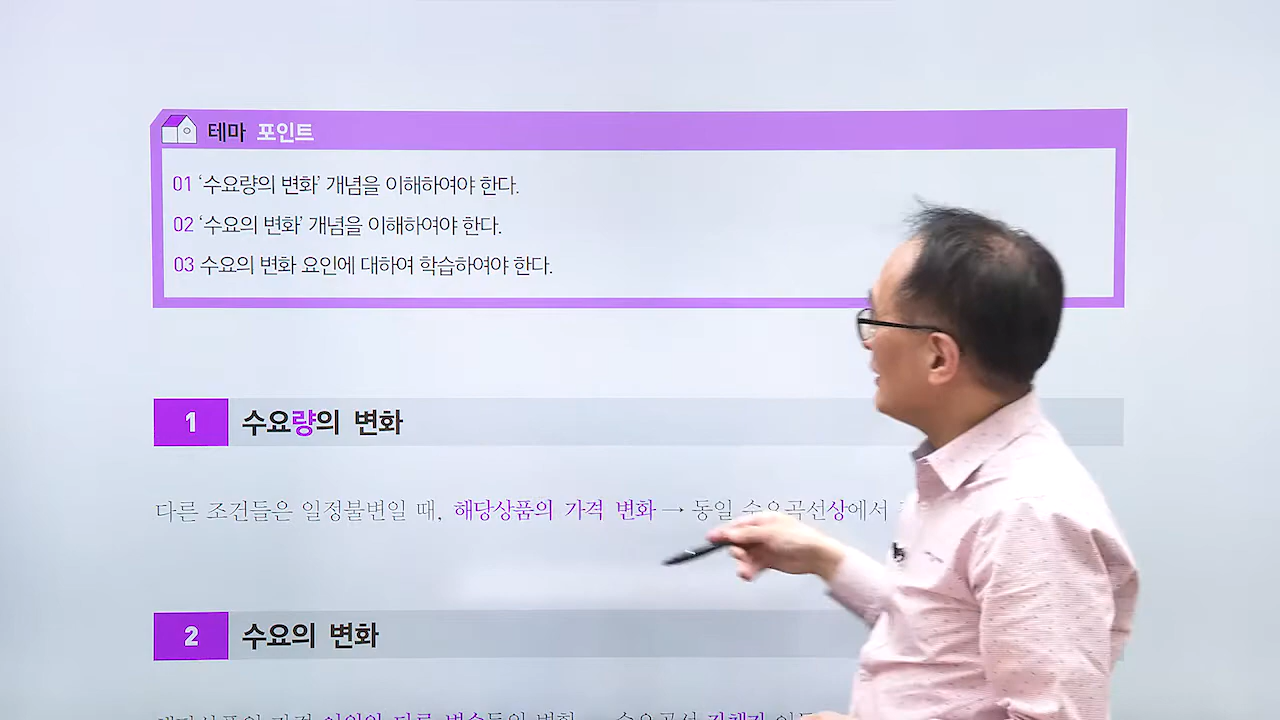 테마 포인트
01 ‘수요량의 변화’ 개념을 이해하여야 한다.
02 ‘수요의 변화’ 개념을 이해하여야 한다.
03 수요의 변화 요인에 대하여 학습하여야 한다.
1 수요량의 변화
다른 조건들은 일정불변일 때, 해당상품의 가격 변화 → 동일 수요곡선상에서
2 수요의 변화